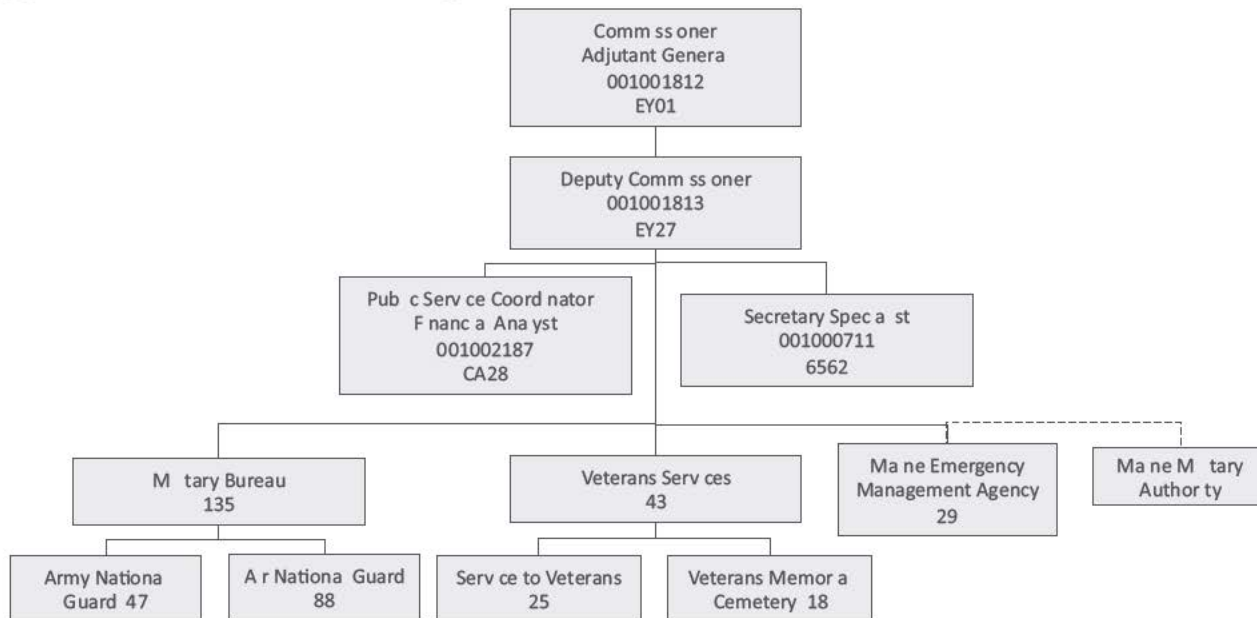 Comm ss oner
Adjutant Genera
001001812
EY01
Deputy Comm ss oner
001001813
EY27
Pub c Serv ce Coord nator
F nanc a Ana yst
001002187
CA28
Secretary Spec a st
001000711
6562
M tary Bureau
135
Veterans Serv ces
43
Ma ne Emergency
Management Agency
29
Ma ne M tary
Author ty
Army Nationa
Guard 47
A r Nationa Guard
88
Serv ce to Veterans
25
Veterans Memor a
Cemetery 18